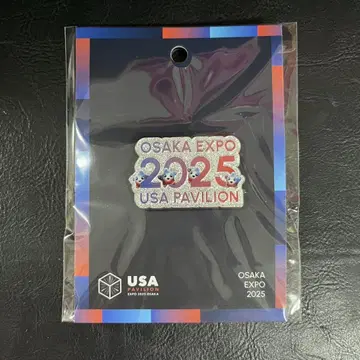 OSAKA EXPO
2025
USA PAVILION
USA
PAVILION
EXPO 2025 OSAKA
OSAKA
EXPO
2025